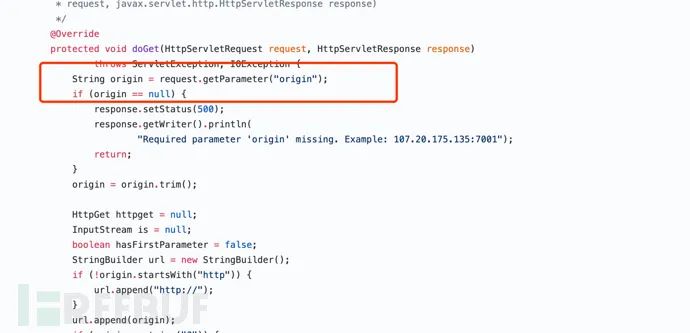 * request, javax.servlet.http.HttpServletResponse response)
*/
@Override
protected void doGet(HttpServletRequest request, HttpServletResponse response)
throws ServletException, IOException {
String origin = request.getParameter("origin");
if (origin == null) {
response.setStatus(500);
response.getWriter().println(
"Required parameter 'origin' missing. Example: 107.20.175.135:7001");
return;
}
origin = origin.trim();
HttpGet httpget = null;
InputStream is = null;
boolean hasFirstParameter = false;
StringBuilder url = new StringBuilder();
if (!origin.startsWith("http")) {
url.append("http://");
}
url.append(origin);
FREEBUF